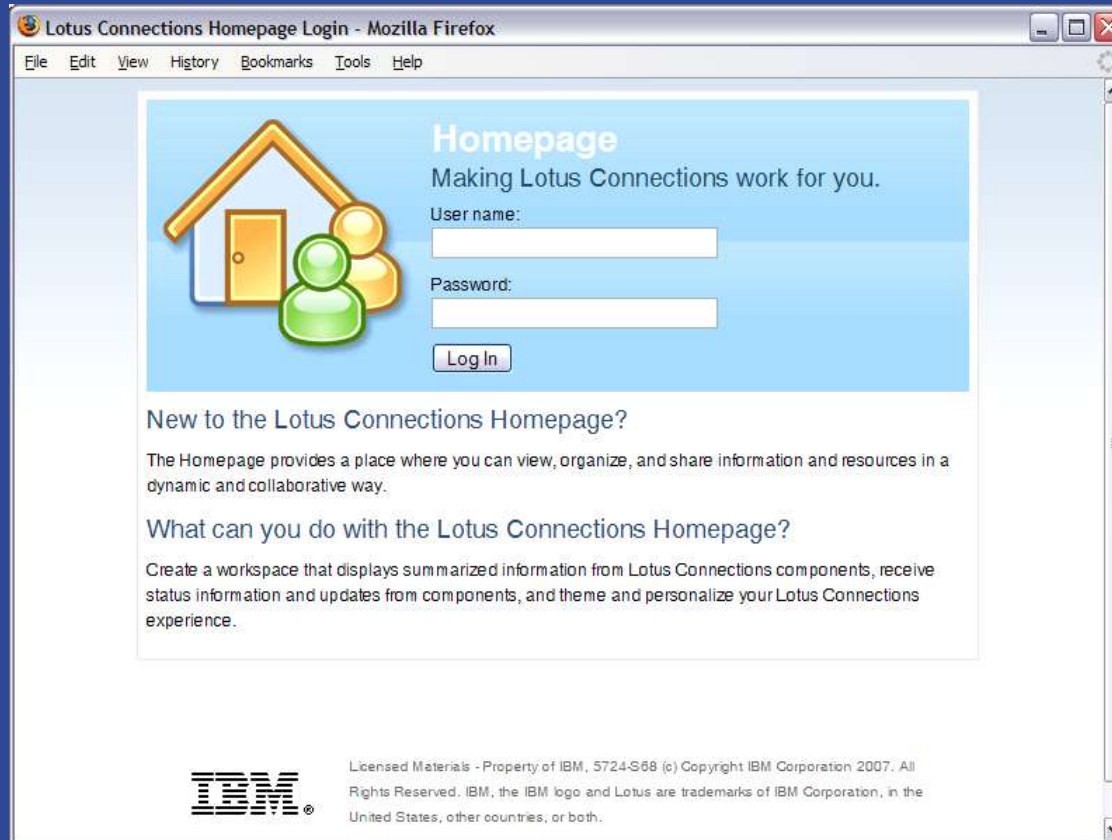 Lotus Connections Homepage Login - Mozilla Firefox
File Edit View History Bookmarks Tools Help
Homepage
Making Lotus Connections work for you.
User name:
Password:
Log In
New to the Lotus Connections Homepage?
The Homepage provides a place where you can view, organize, and share information and resources in a
dynamic and collaborative way.
What can you do with the Lotus Connections Homepage?
Create a workspace that displays summarized information from Lotus Connections components, receive
status information and updates from components, and theme and personalize your Lotus Connections
experience.
IBM®
Licensed Materials - Property of IBM, 5724-S68 (c) Copyright IBM Corporation 2007. All
Rights Reserved. IBM, the IBM logo and Lotus are trademarks of IBM Corporation, in the
United States, other countries, or both.